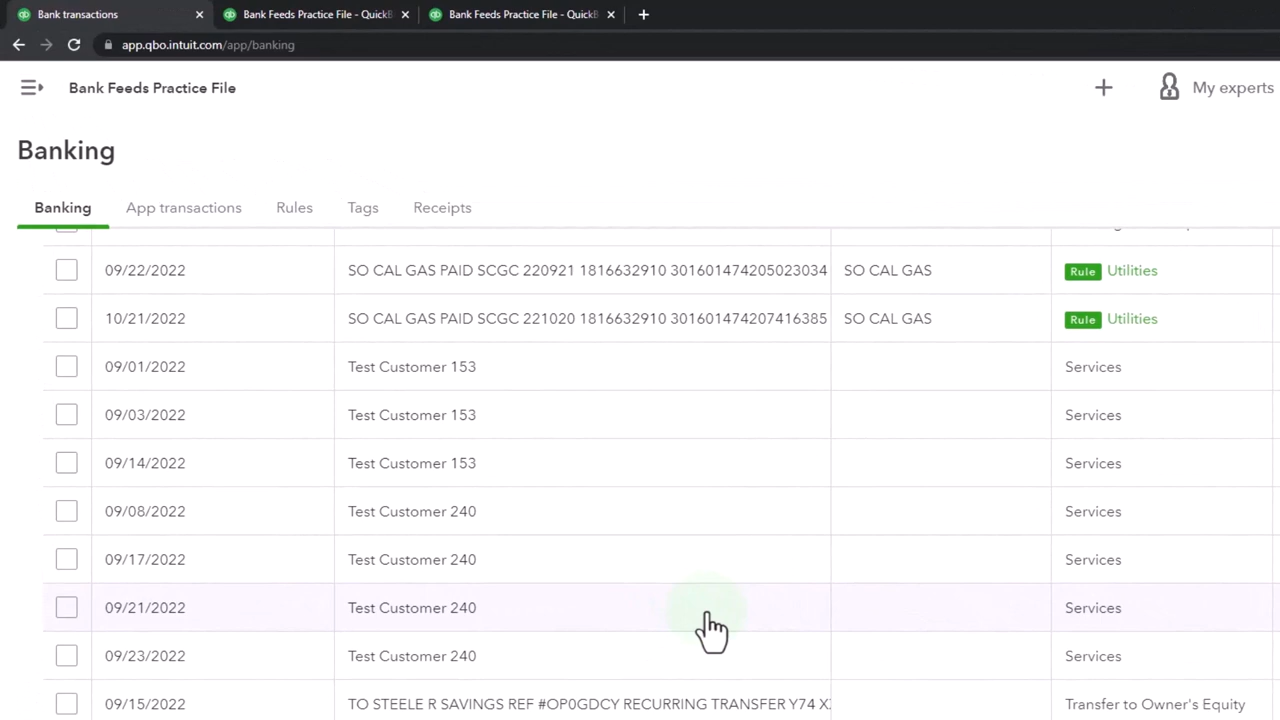 Bank transactions
Bank Feeds Practice File - QuickB
Bank Feeds Practice File - QuickB
app.qbo.intuit.com/app/banking
Bank Feeds Practice File
My experts
Banking
Banking App transactions Rules Tags Receipts
09/22/2022 SO CAL GAS PAID SCGC 220921 1816632910 301601474205023034 SO CAL GAS Rule Utilities
10/21/2022 SO CAL GAS PAID SCGC 221020 1816632910 301601474207416385 SO CAL GAS Rule Utilities
09/01/2022 Test Customer 153 Services
09/03/2022 Test Customer 153 Services
09/14/2022 Test Customer 153 Services
09/08/2022 Test Customer 240 Services
09/17/2022 Test Customer 240 Services
09/21/2022 Test Customer 240 Services
09/23/2022 Test Customer 240 Services
09/15/2022 TO STEELE R SAVINGS REF #OP0GDCY RECURRING TRANSFER Y74 Transfer to Owner's Equity